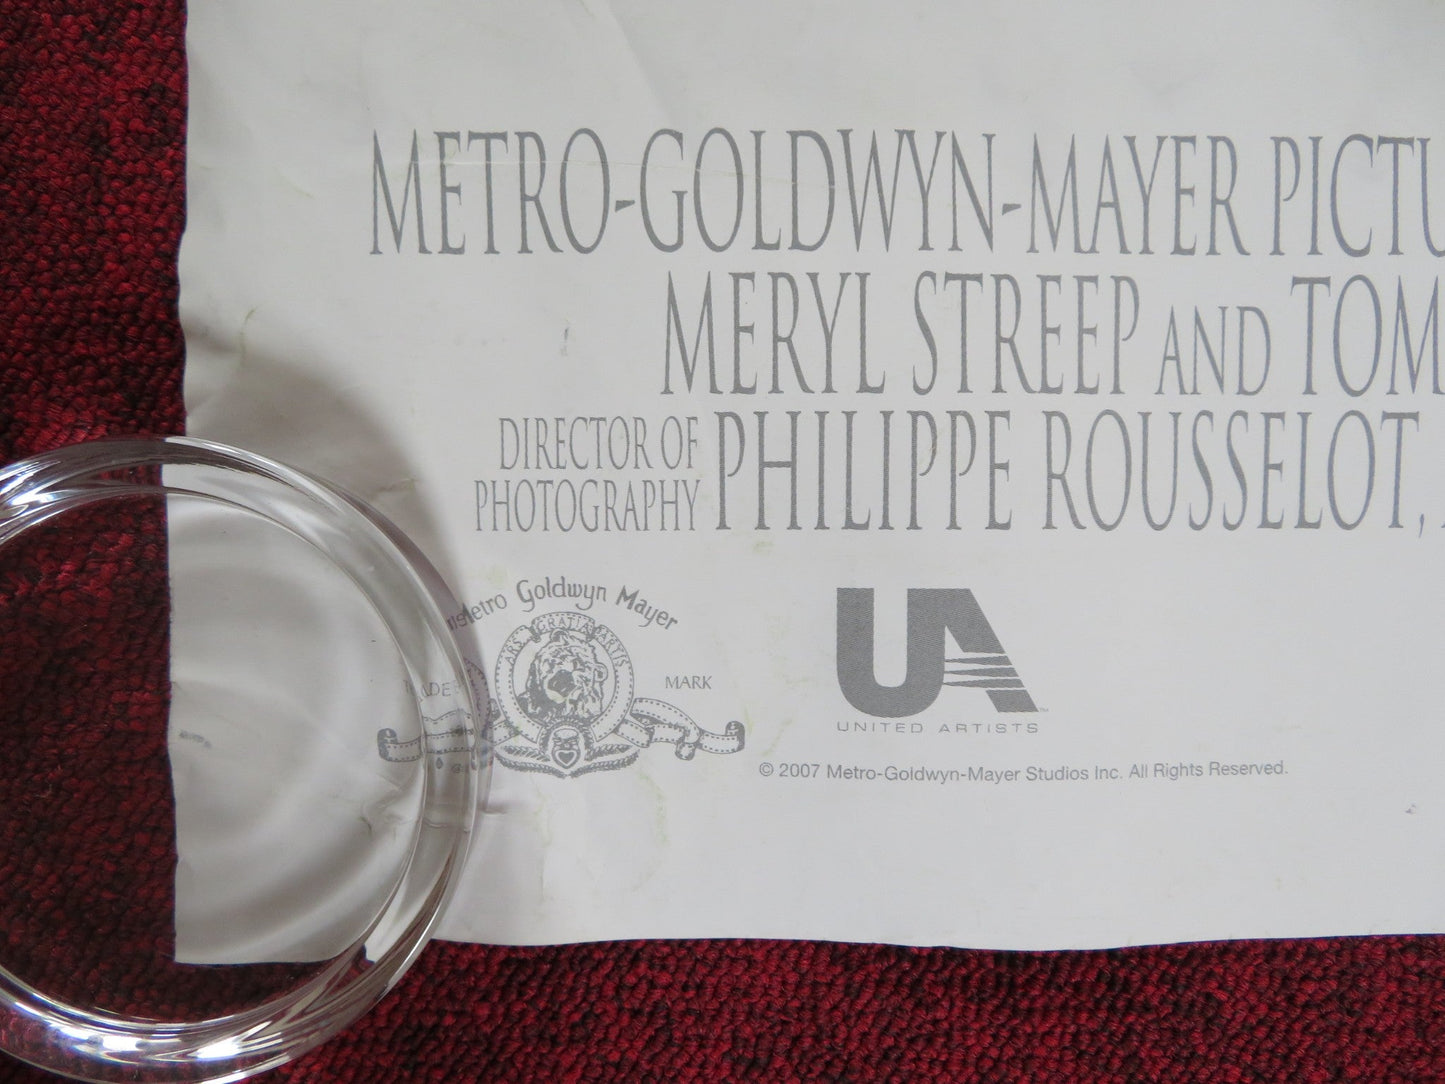 METRO-GOLDWYN-MAYER PICTU
MERYL STREEP AND TOM
DIRECTOR OF
PHOTOGRAPHY PHILIPPE ROUSSELOT,
Metro Goldwyn Mayer
ARS GRATIA ARTIS
TRADE MARK
UA
UNITED ARTISTS
© 2007 Metro-Goldwyn-Mayer Studios Inc. All Rights Reserved.